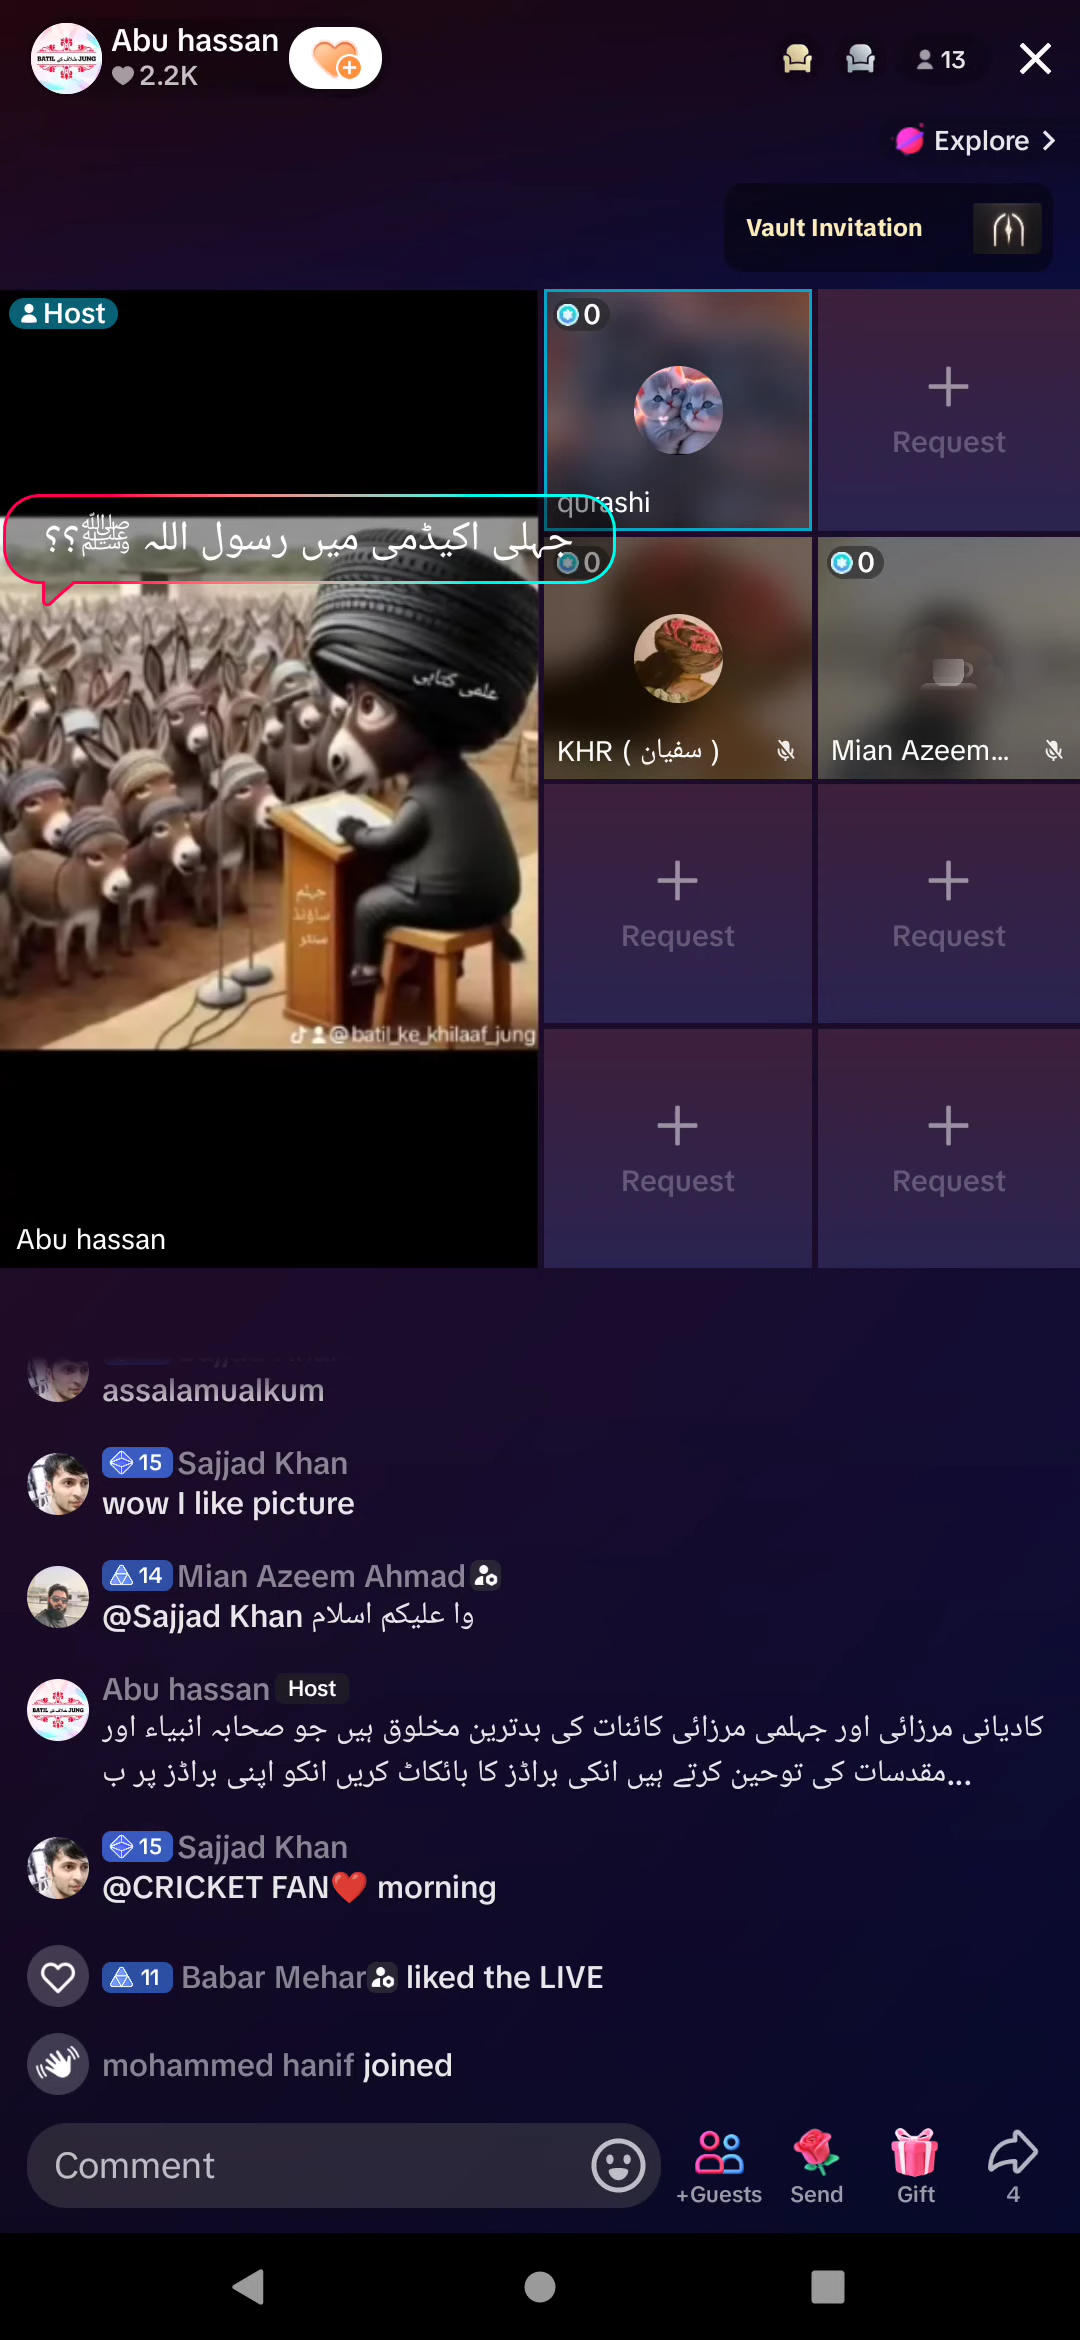 Abu hassan
2.2K
13
Explore
Vault Invitation
Host
0
Request
qurashi
جہلی اکیڈمی میں رسول اللہ ﷺ؟؟
0
0
علمی کتابی
KHR ( سفیان )
Mian Azeem...
جہلم
ساؤنڈ
سنٹر
Request
Request
@batil_ke_khilaaf_jung
Request
Request
Abu hassan
assalamualkum
15 Sajjad Khan
wow I like picture
14 Mian Azeem Ahmad
@Sajjad Khan وا علیکم اسلام
Abu hassan Host
کادیانی مرزائی اور جہلمی مرزائی کائنات کی بدترین مخلوق ہیں جو صحابہ انبیاء اور
مقدسات کی توحین کرتے ہیں انکی براڈز کا بائکاٹ کریں انکو اپنی براڈز پر ب...
15 Sajjad Khan
@CRICKET FAN❤️ morning
11 Babar Mehar liked the LIVE
mohammed hanif joined
Comment
+Guests
Send
Gift
4